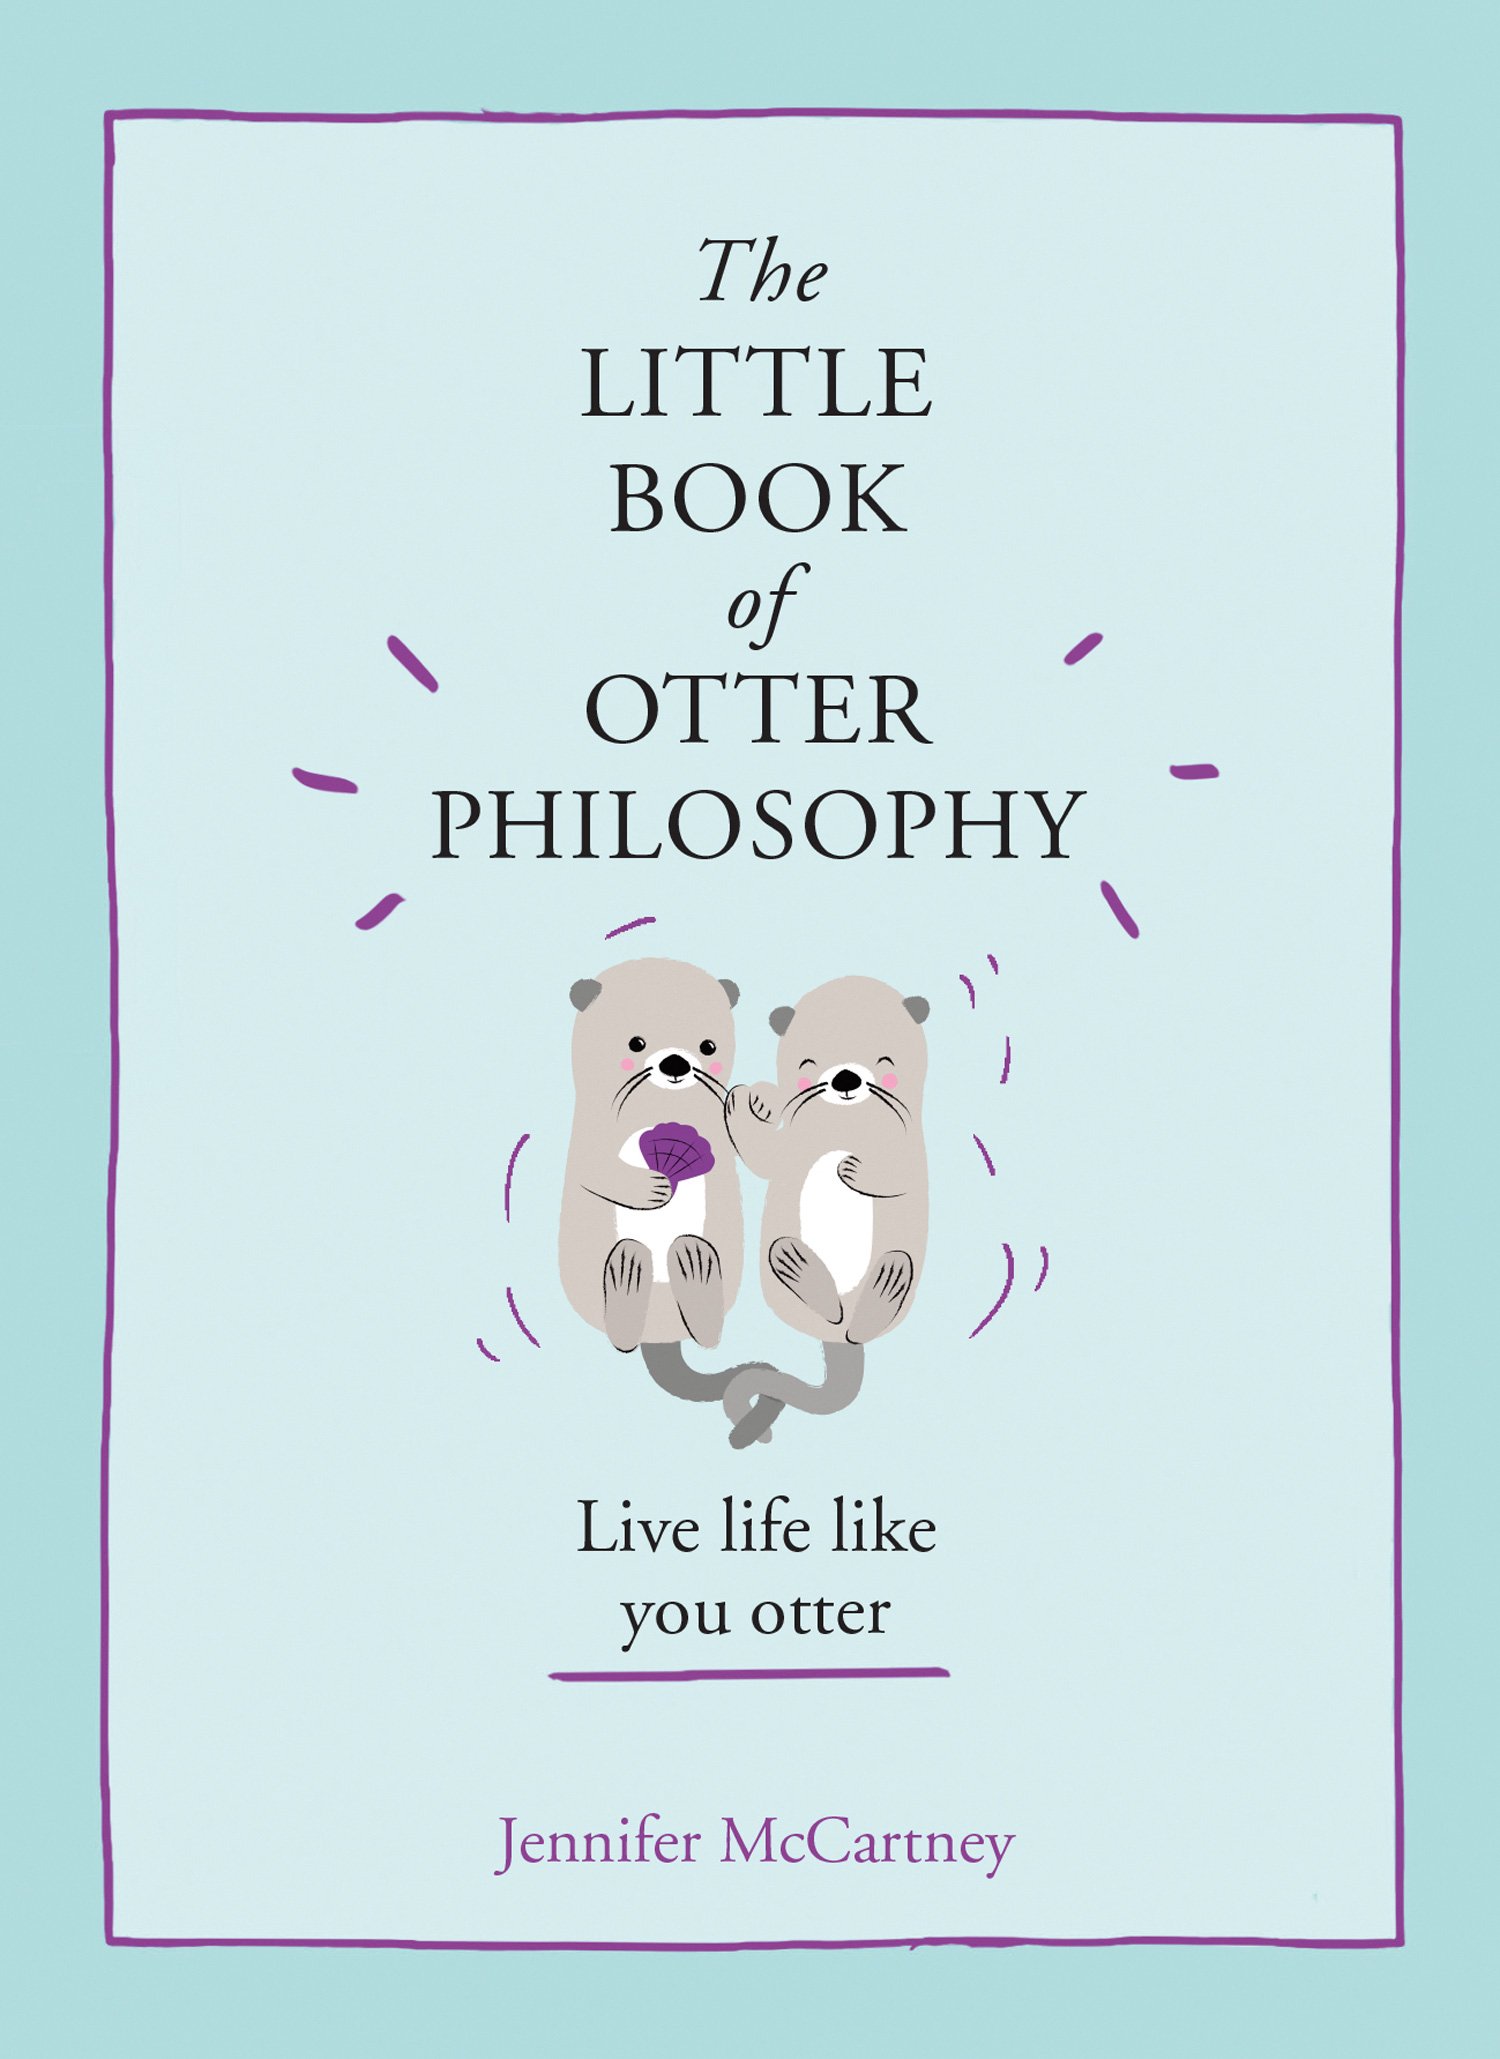 The
LITTLE
BOOK
of
OTTER
PHILOSOPHY
Live life like
you otter
Jennifer McCartney